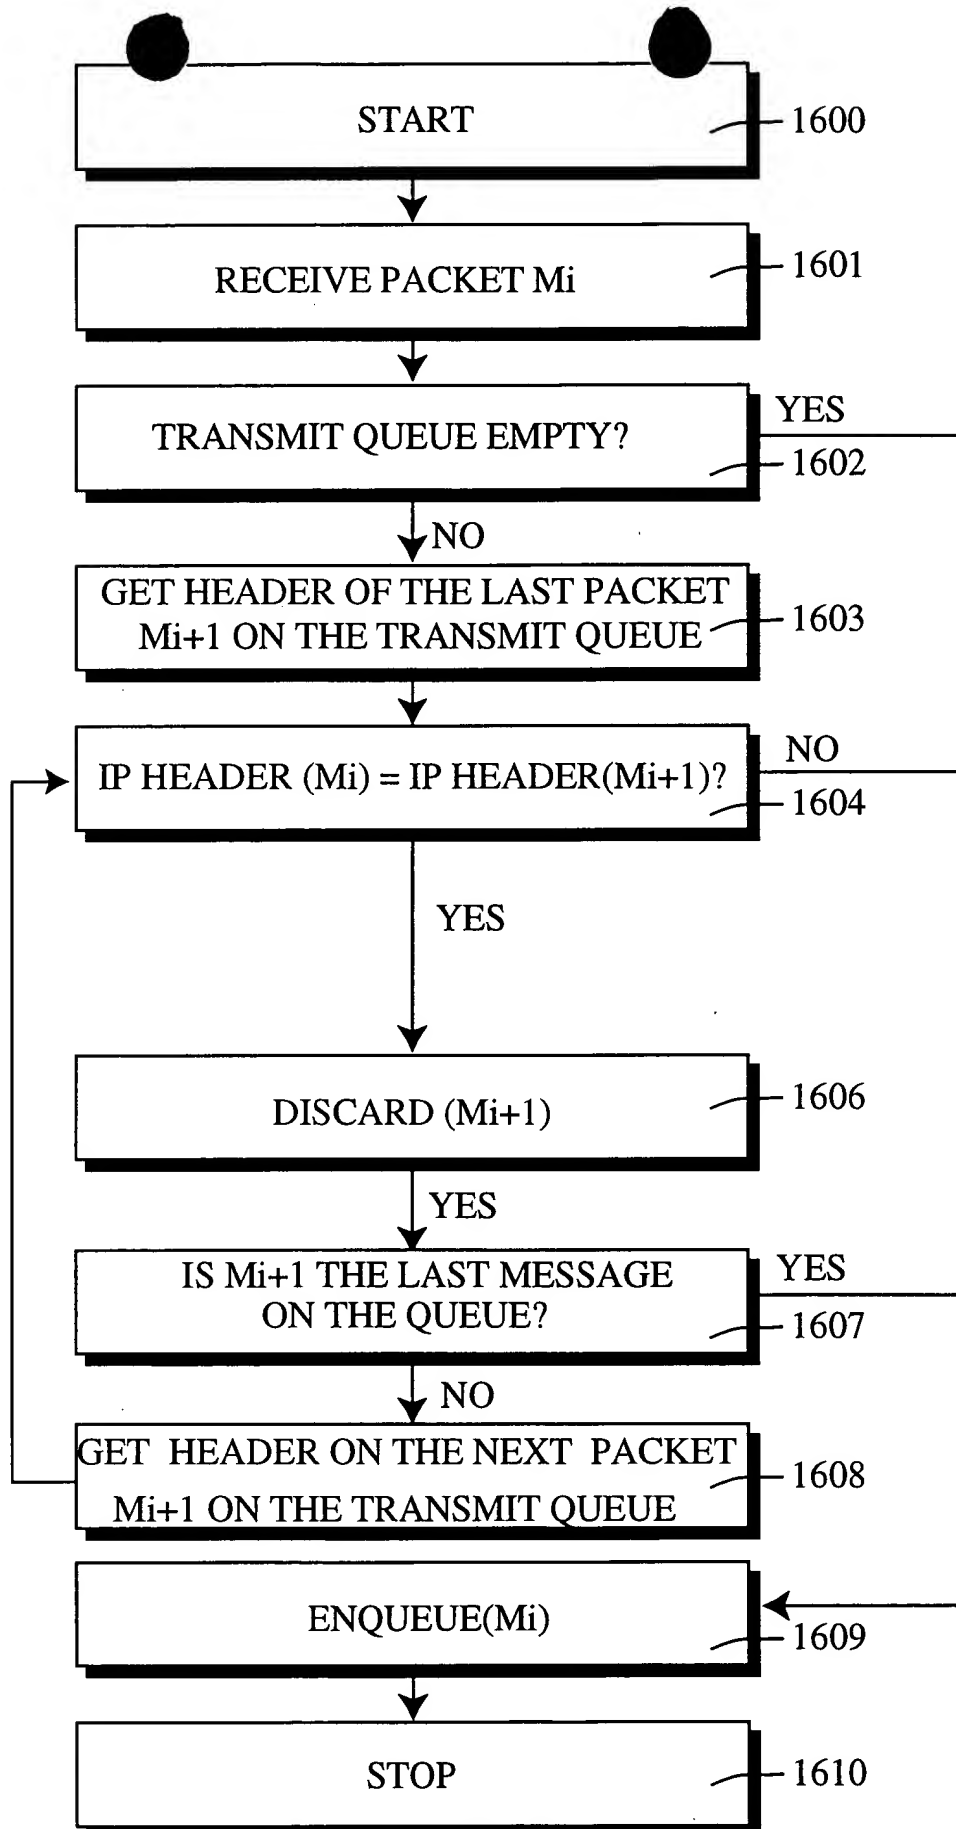 START
1600
RECEIVE PACKET Mi
1601
TRANSMIT QUEUE EMPTY?
YES
1602
NO
GET HEADER OF THE LAST PACKET
Mi+1 ON THE TRANSMIT QUEUE
1603
IP HEADER (Mi) = IP HEADER(Mi+1)?
NO
1604
YES
DISCARD (Mi+1)
1606
YES
IS Mi+1 THE LAST MESSAGE
ON THE QUEUE?
YES
1607
NO
GET HEADER ON THE NEXT PACKET
Mi+1 ON THE TRANSMIT QUEUE
1608
ENQUEUE(Mi)
1609
STOP
1610